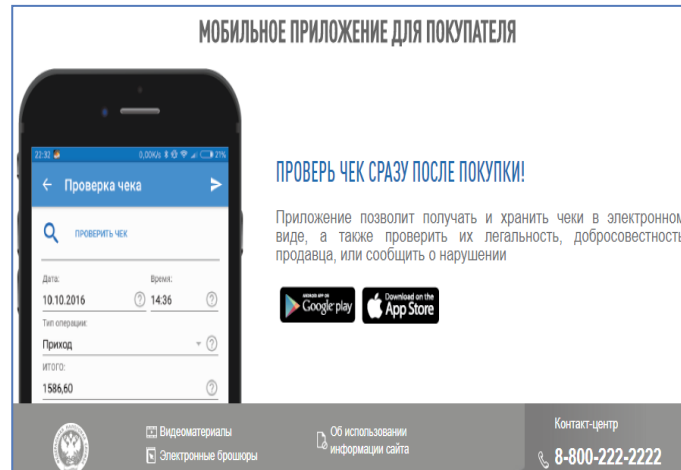 МОБИЛЬНОЕ ПРИЛОЖЕНИЕ ДЛЯ ПОКУПАТЕЛЯ
22:32
0,00K/s
21%
Проверка чека
ПРОВЕРИТЬ ЧЕК
Дата:
Время:
10.10.2016
14:36
Тип операции:
Приход
ИТОГО:
1586,60
ПРОВЕРЬ ЧЕК СРАЗУ ПОСЛЕ ПОКУПКИ!
Приложение позволит получать и хранить чеки в электронном
виде, а также проверить их легальность, добросовестность
продавца, или сообщить о нарушении
ANDROID APP ON
Google play
Download on the
App Store
Видеоматериалы
Электронные брошюры
Об использовании
информации сайта
Контакт-центр
8-800-222-2222